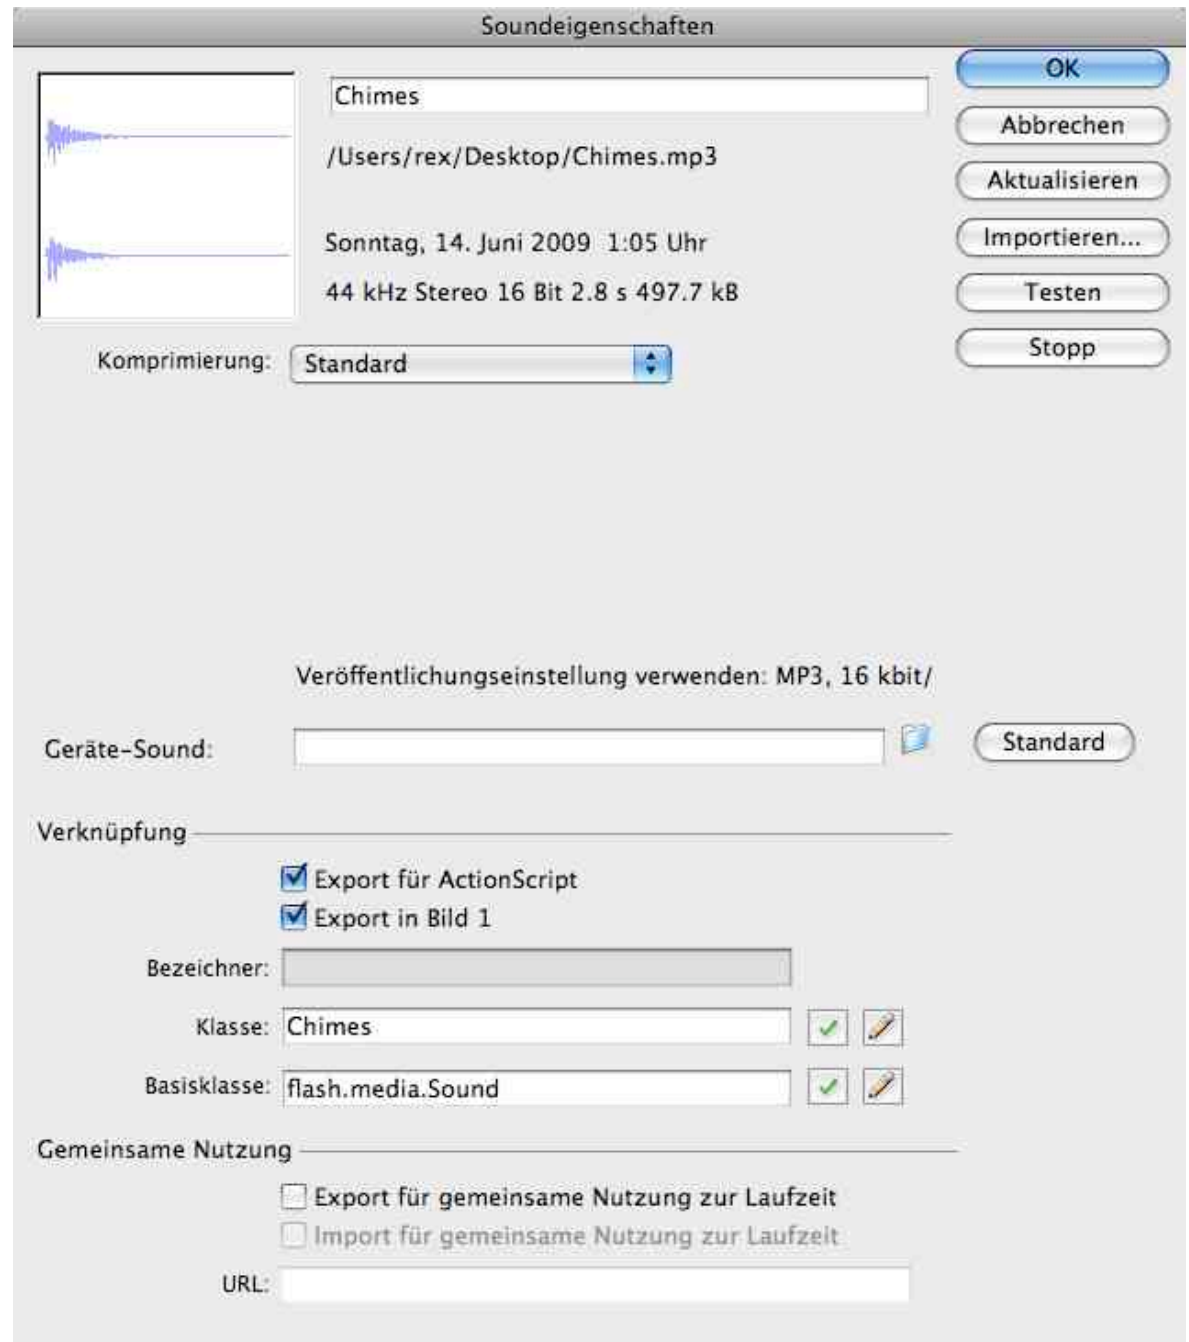 Soundeigenschaften
Chimes
OK
/Users/rex/Desktop/Chimes.mp3
Abbrechen
Aktualisieren
Sonntag, 14. Juni 2009 1:05 Uhr
Importieren...
44 kHz Stereo 16 Bit 2.8 s 497.7 kB
Testen
Stopp
Komprimierung: Standard
Veröffentlichungseinstellung verwenden: MP3, 16 kbit/
Geräte-Sound:
Standard
Verknüpfung
Export für ActionScript
Export in Bild 1
Bezeichner:
Klasse: Chimes
Basisklasse: flash.media.Sound
Gemeinsame Nutzung
Export für gemeinsame Nutzung zur Laufzeit
Import für gemeinsame Nutzung zur Laufzeit
URL: